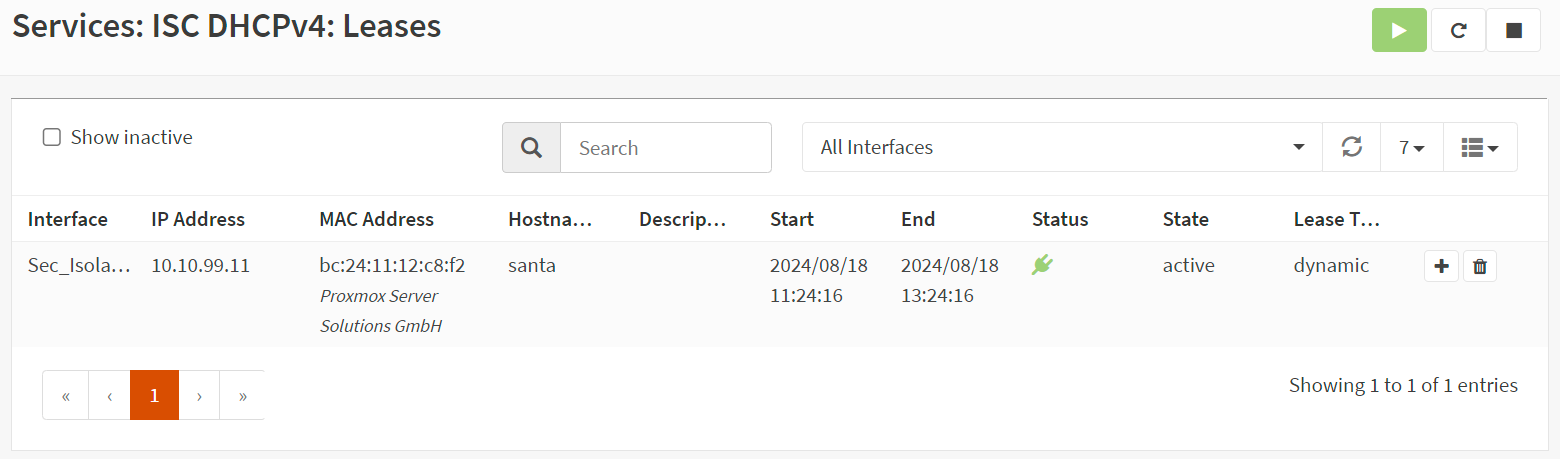 Services: ISC DHCPv4: Leases
Show inactive
Search
All Interfaces
7
Interface IP Address MAC Address Hostna... Descrip... Start End Status State Lease T...
Sec_Isola... 10.10.99.11 bc:24:11:12:c8:f2 santa 2024/08/18 2024/08/18 active dynamic
Proxmox Server 11:24:16 13:24:16
Solutions GmbH
« ‹ 1 › »
Showing 1 to 1 of 1 entries